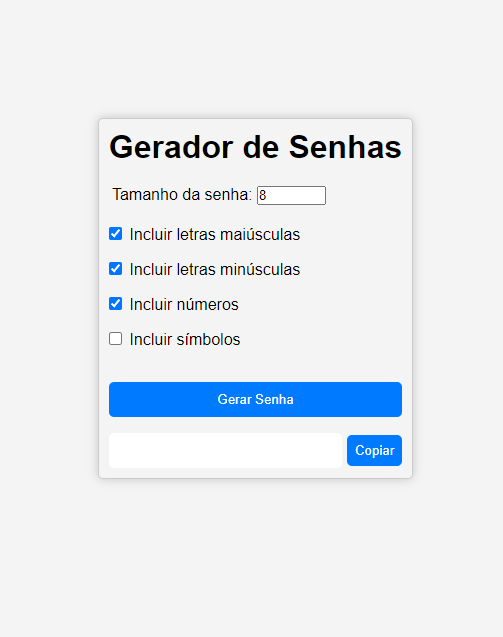 Gerador de Senhas
Tamanho da senha: 8
Incluir letras maiúsculas
Incluir letras minúsculas
Incluir números
Incluir símbolos
Gerar Senha
Copiar